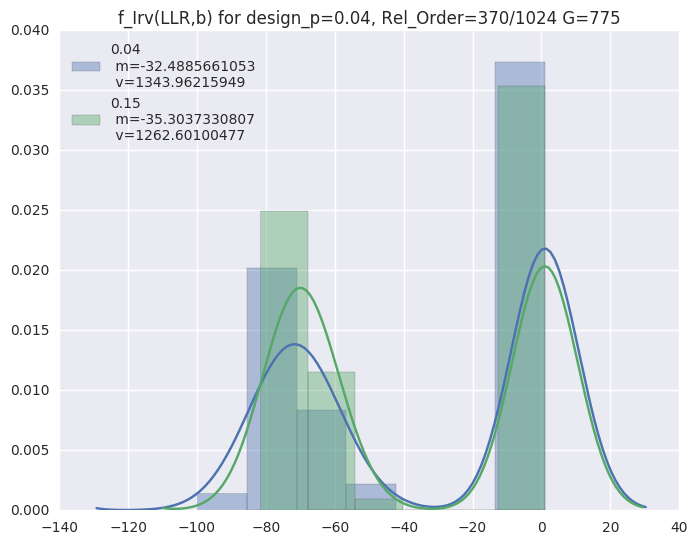 f_Irv(LLR,b) for design_p=0.04, Rel_Order=370/1024 G=775
0.04
m=-32.4885661053
v=1343.96215949
0.15
m=-35.3037330807
v=1262.60100477
0.040
0.035
0.030
0.025
0.020
0.015
0.010
0.005
0.000
−140 −120 −100 −80 −60 −40 −20 0 20 40